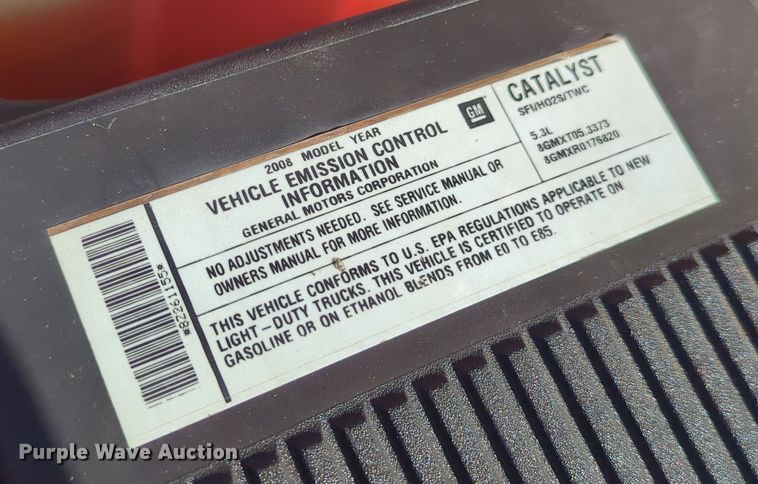 2008 MODEL YEAR
VEHICLE EMISSION CONTROL
INFORMATION
GENERAL MOTORS CORPORATION
GM
CATALYST
SFI/HO2S/TWC
5.3L
8GMXT05.3373
8GMXR0176820
NO ADJUSTMENTS NEEDED. SEE SERVICE MANUAL OR
OWNERS MANUAL FOR MORE INFORMATION.
THIS VEHICLE CONFORMS TO U.S. EPA REGULATIONS APPLICABLE TO NEW
LIGHT-DUTY TRUCKS. THIS VEHICLE IS CERTIFIED TO OPERATE ON
GASOLINE OR ON ETHANOL BLENDS FROM E0 TO E85.
*82261155*
Purple Wave Auction